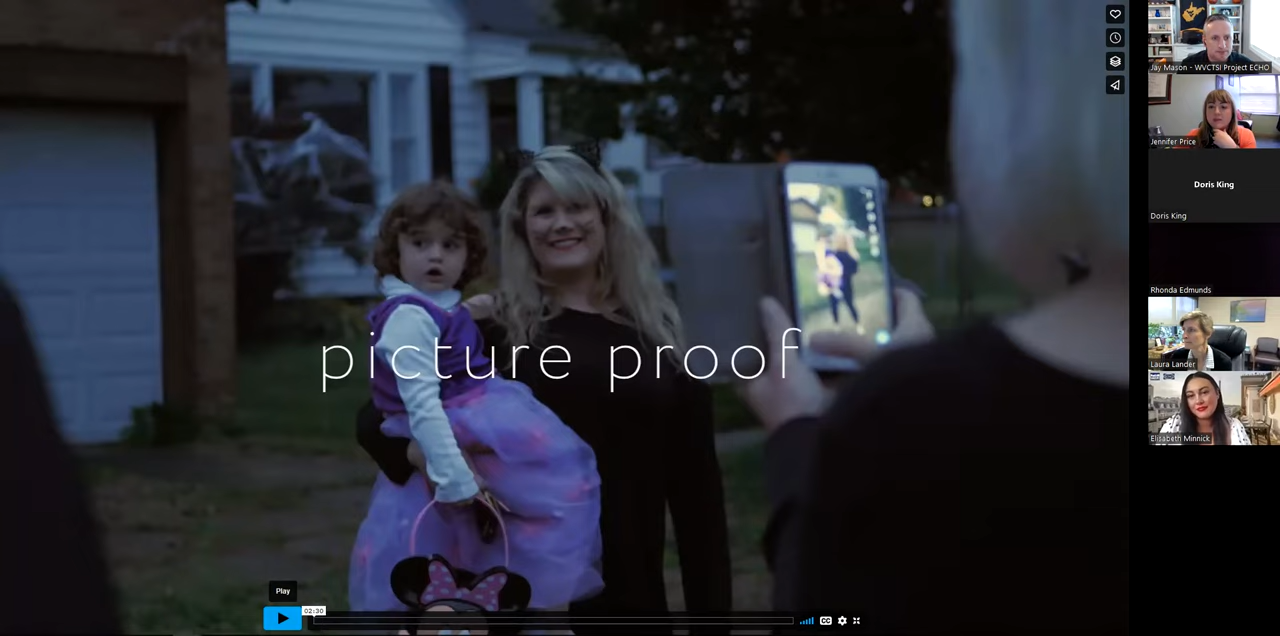 picture proof
Play
02:30
CC
Jay Mason - WVCTSI Project ECHO
Jennifer Price
Doris King
Doris King
Rhonda Edmunds
Laura Lander
Elisabeth Minnick